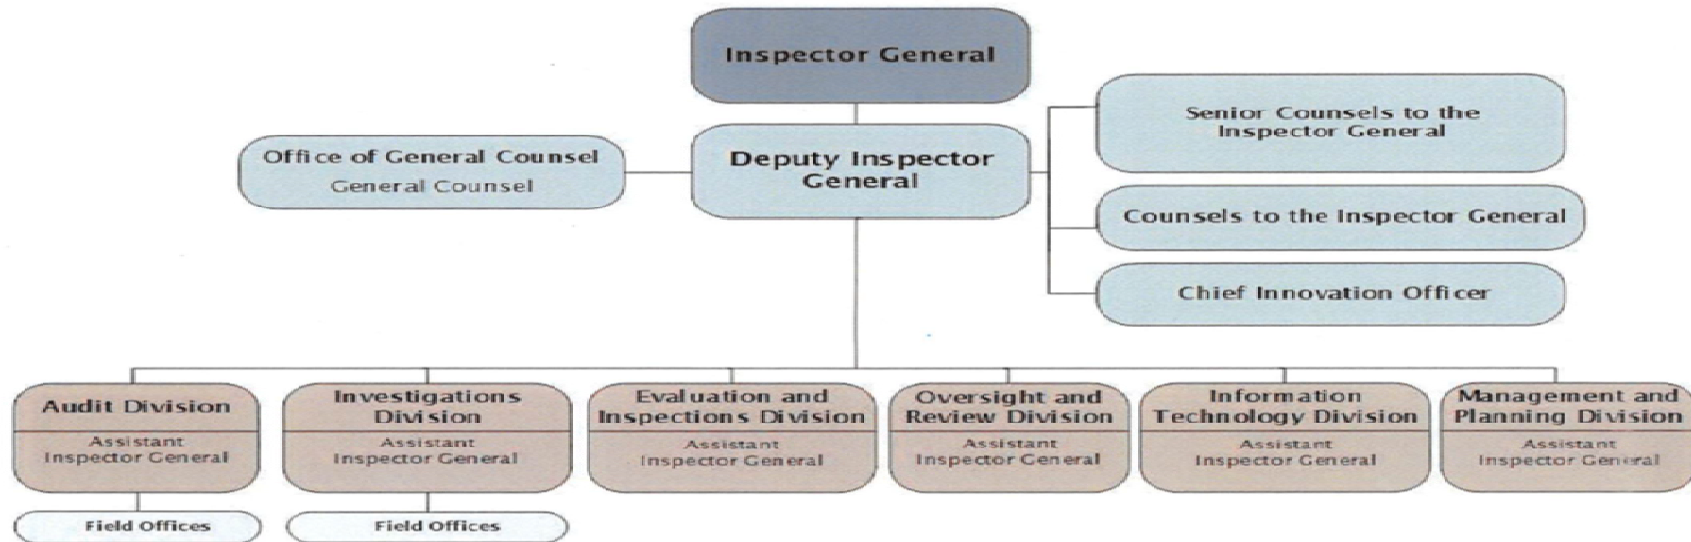 Inspector General
Senior Counsels to the
Inspector General
Office of General Counsel
General Counsel
Deputy Inspector
General
Counsels to the Inspector General
Chief Innovation Officer
Audit Division
Assistant
Inspector General
Field Offices
Investigations
Division
Assistant
Inspector General
Field Offices
Evaluation and
Inspections Division
Assistant
Inspector General
Oversight and
Review Division
Assistant
Inspector General
Information
Technology Division
Assistant
Inspector General
Management and
Planning Division
Assistant
Inspector General